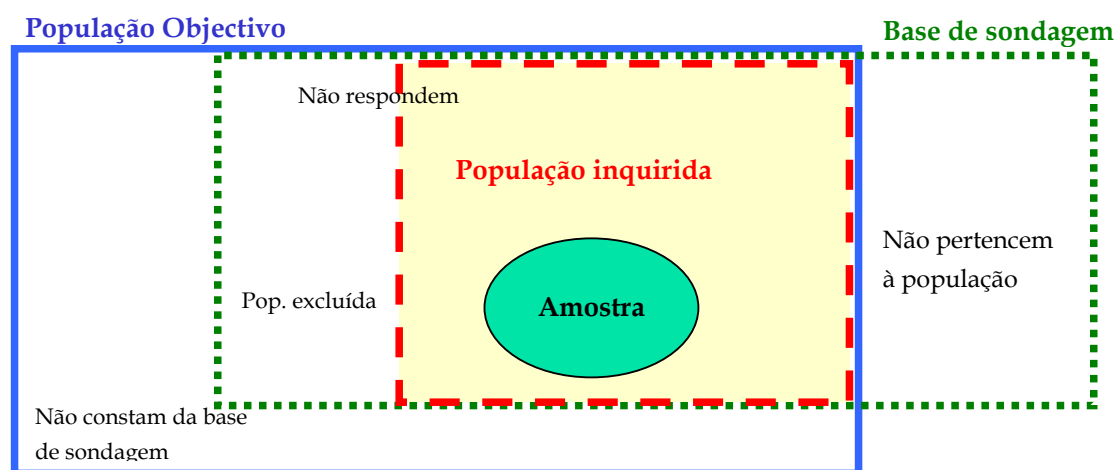 População Objectivo
Base de sondagem
Não respondem
População inquirida
Não pertencem
à população
Pop. excluída
Amostra
Não constam da base
de sondagem